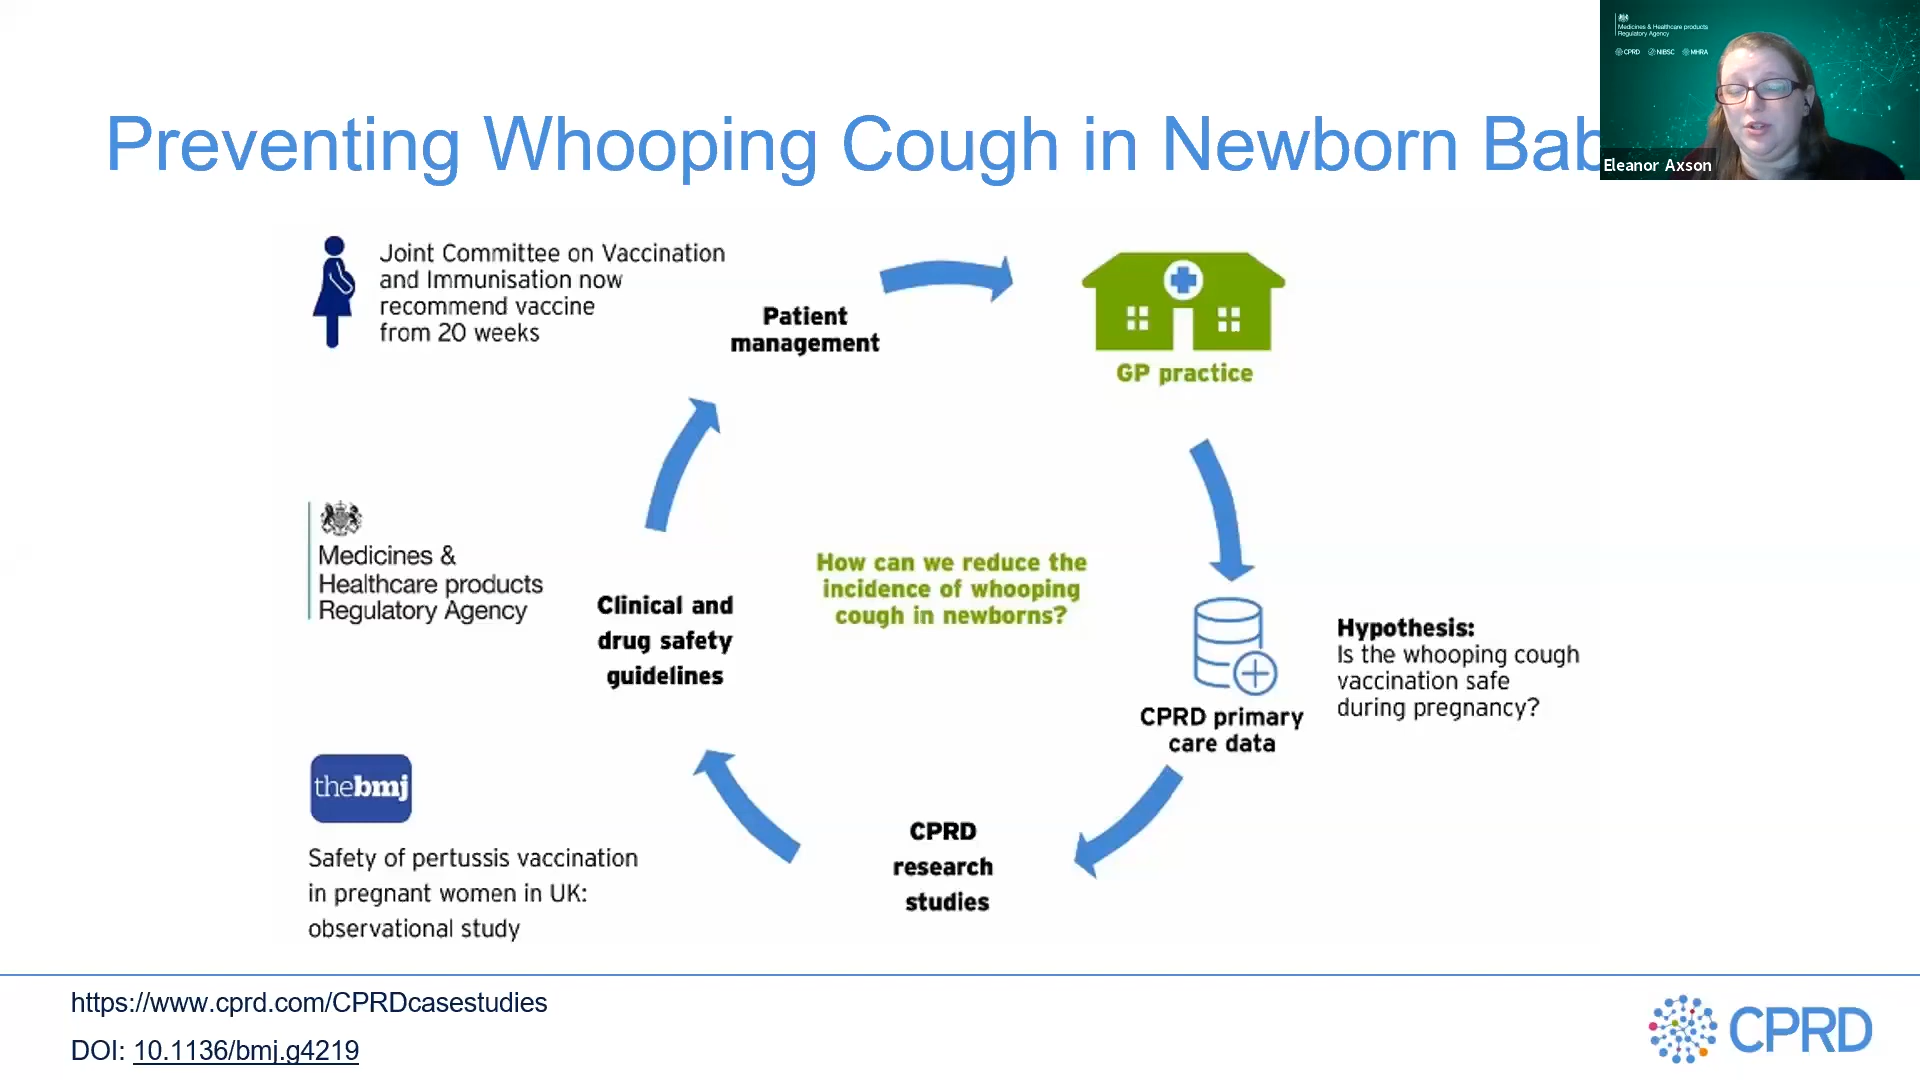 Medicines & Healthcare products
Regulatory Agency
CPRD NIBSC MHRA
Eleanor Axson
Preventing Whooping Cough in Newborn Bab
Joint Committee on Vaccination
and Immunisation now
recommend vaccine
from 20 weeks
Patient
management
GP practice
Medicines &
Healthcare products
Regulatory Agency
Clinical and
drug safety
guidelines
How can we reduce the
incidence of whooping
cough in newborns?
Hypothesis:
Is the whooping cough
vaccination safe
during pregnancy?
CPRD primary
care data
thebmj
Safety of pertussis vaccination
in pregnant women in UK:
observational study
CPRD
research
studies
https://www.cprd.com/CPRDcasestudies
DOI: 10.1136/bmj.g4219
CPRD